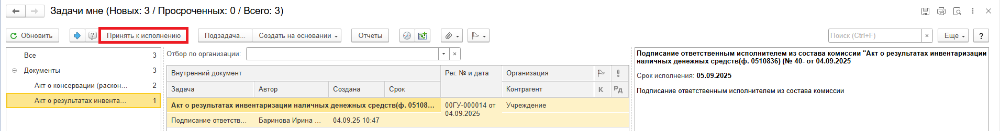 Задачи мне (Новых: 3 / Просроченных: 0 / Всего: 3)
Обновить
Принять к исполнению
Подзадача...
Создать на основании
Отчеты
Поиск (Ctrl+F)
×
Еще
?
Все 3
Документы 3
Акт о консервации (раскон... 2
Акт о результатах инвента... 1
Отбор по организации:
Внутренний документ
Рег. № и дата
Организация
Задача
Автор
Создана
Срок
Контрагент
К
Рд
Акт о результатах инвентаризации наличных денежных средств(ф. 05108...
00ГУ-000014 от
04.09.2025
Учреждение
Подписание ответств...
Баринова Ирина ...
04.09.25 10:47
Подписание ответственным исполнителем из состава комиссии "Акт о результатах инвентаризации
наличных денежных средств(ф. 0510836) (№ 40- от 04.09.2025
Срок исполнения: 05.09.2025
Подписание ответственным исполнителем из состава комиссии